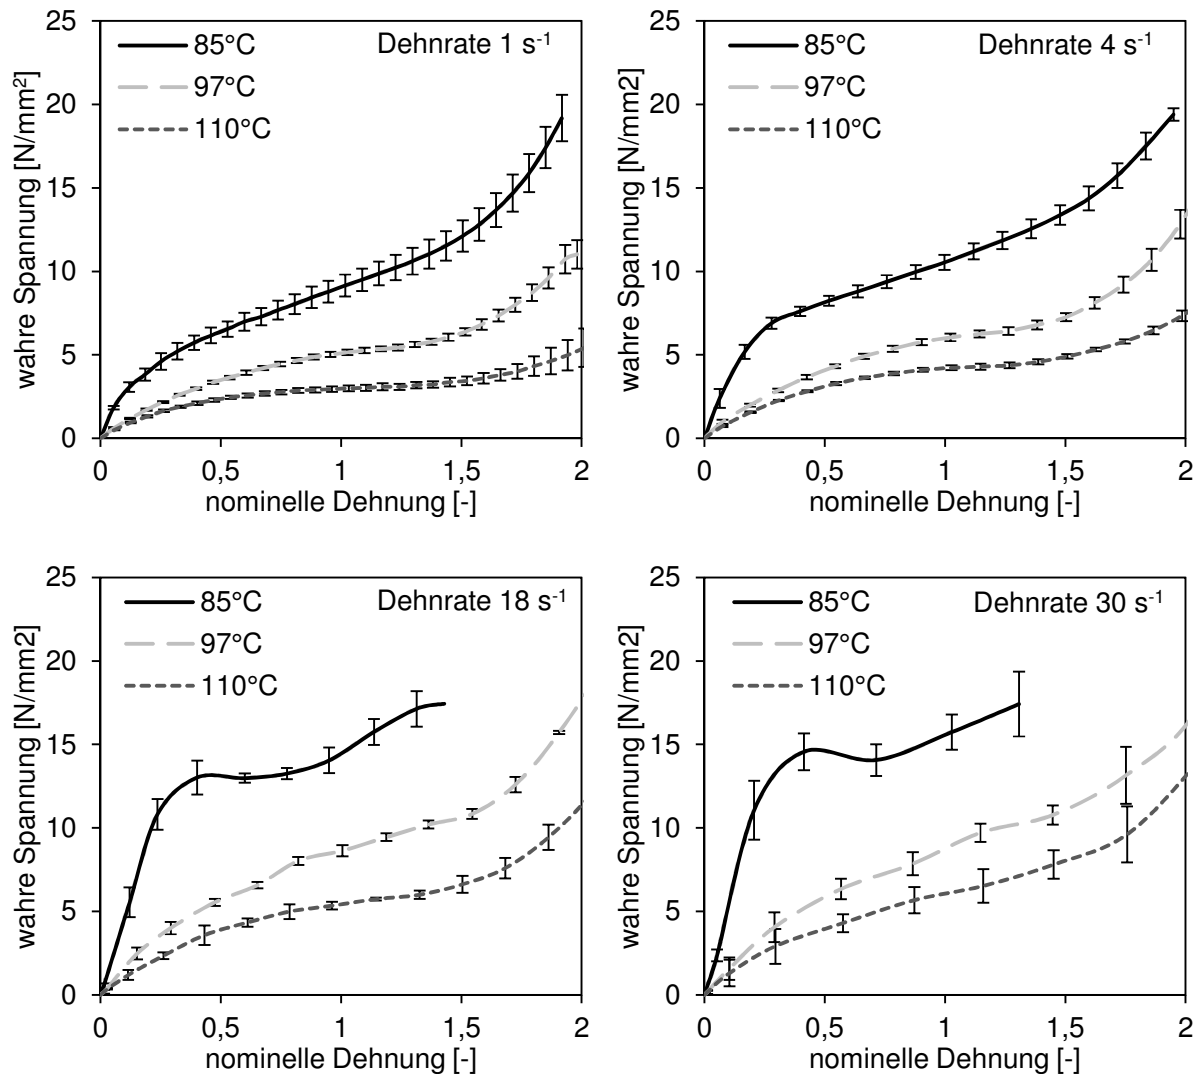 25
20
15
10
5
0
wahre Spannung [N/mm²]
85°C
97°C
110°C
Dehnrate 1 s⁻¹
0 0,5 1 1,5 2
nominelle Dehnung [-]
25
20
15
10
5
0
wahre Spannung [N/mm2]
85°C
97°C
110°C
Dehnrate 4 s⁻¹
0 0,5 1 1,5 2
nominelle Dehnung [-]
25
20
15
10
5
0
wahre Spannung [N/mm2]
85°C
97°C
110°C
Dehnrate 18 s⁻¹
0 0,5 1 1,5 2
nominelle Dehnung [-]
25
20
15
10
5
0
wahre Spannung [N/mm2]
85°C
97°C
110°C
Dehnrate 30 s⁻¹
0 0,5 1 1,5 2
nominelle Dehnung [-]